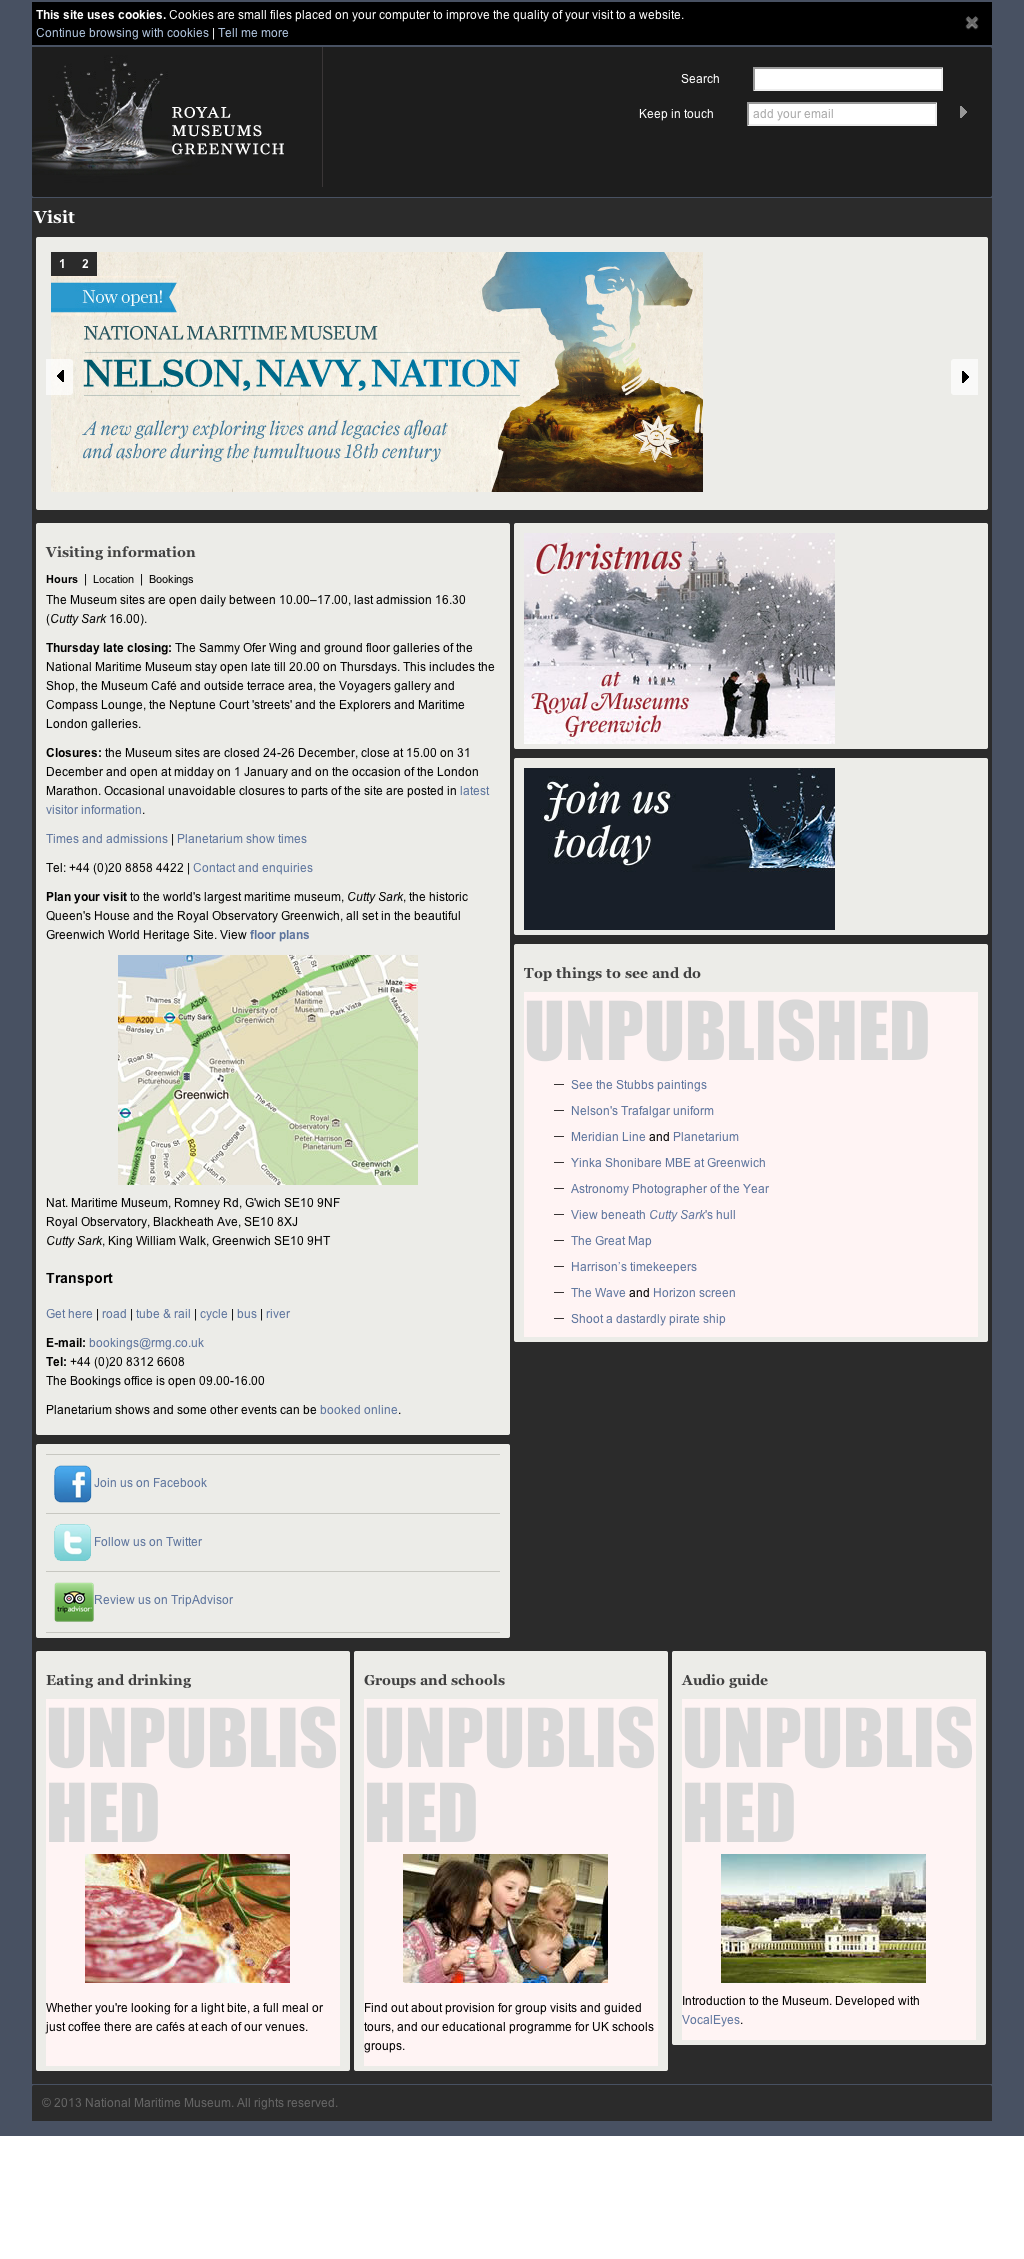 This site uses cookies. Cookies are small files placed on your computer to improve the quality of your visit to a website.
Continue browsing with cookies | Tell me more
ROYAL
MUSEUMS
GREENWICH
Search
Keep in touch
add your email
Visit
1 2
Now open!
NATIONAL MARITIME MUSEUM
NELSON, NAVY, NATION
A new gallery exploring lives and legacies afloat
and ashore during the tumultuous 18th century
Visiting information
Hours | Location | Bookings
The Museum sites are open daily between 10.00–17.00, last admission 16.30
(Cutty Sark 16.00).
Thursday late closing: The Sammy Ofer Wing and ground floor galleries of the
National Maritime Museum stay open late till 20.00 on Thursdays. This includes the
Shop, the Museum Café and outside terrace area, the Voyagers gallery and
Compass Lounge, the Neptune Court 'streets' and the Explorers and Maritime
London galleries.
Closures: the Museum sites are closed 24-26 December, close at 15.00 on 31
December and open at midday on 1 January and on the occasion of the London
Marathon. Occasional unavoidable closures to parts of the site are posted in latest
visitor information.
Times and admissions | Planetarium show times
Tel: +44 (0)20 8858 4422 | Contact and enquiries
Plan your visit to the world's largest maritime museum, Cutty Sark, the historic
Queen's House and the Royal Observatory Greenwich, all set in the beautiful
Greenwich World Heritage Site. View floor plans
Trafalgar Rd
A206
Maze
Hill Rail
Thames St
National
Maritime
Museum
A206
Park Vista
Maze Hill
A200
Cutty Sark
University of
Greenwich
Bardsley Ln
Nelson Rd
Roan St
Greenwich
Theatre
Greenwich
Picturehouse
Greenwich
The Ave
Royal
Observatory
Peter Harrison
Planetarium
Circus St
King George St
B209
Brand St
Prior St
Luton Pl
Greenwich
Park
Nat. Maritime Museum, Romney Rd, G'wich SE10 9NF
Royal Observatory, Blackheath Ave, SE10 8XJ
Cutty Sark, King William Walk, Greenwich SE10 9HT
Transport
Get here | road | tube & rail | cycle | bus | river
E-mail: bookings@rmg.co.uk
Tel: +44 (0)20 8312 6608
The Bookings office is open 09.00-16.00
Planetarium shows and some other events can be booked online.
Join us on Facebook
Follow us on Twitter
tripadvisor
Review us on TripAdvisor
Christmas
at
Royal Museums
Greenwich
Join us
today
Top things to see and do
UNPUBLISHED
— See the Stubbs paintings
— Nelson's Trafalgar uniform
— Meridian Line and Planetarium
— Yinka Shonibare MBE at Greenwich
— Astronomy Photographer of the Year
— View beneath Cutty Sark's hull
— The Great Map
— Harrison's timekeepers
— The Wave and Horizon screen
— Shoot a dastardly pirate ship
Eating and drinking
UNPUBLIS
HED
Whether you're looking for a light bite, a full meal or
just coffee there are cafés at each of our venues.
Groups and schools
UNPUBLIS
HED
Find out about provision for group visits and guided
tours, and our educational programme for UK schools
groups.
Audio guide
UNPUBLIS
HED
Introduction to the Museum. Developed with
VocalEyes.
© 2013 National Maritime Museum. All rights reserved.